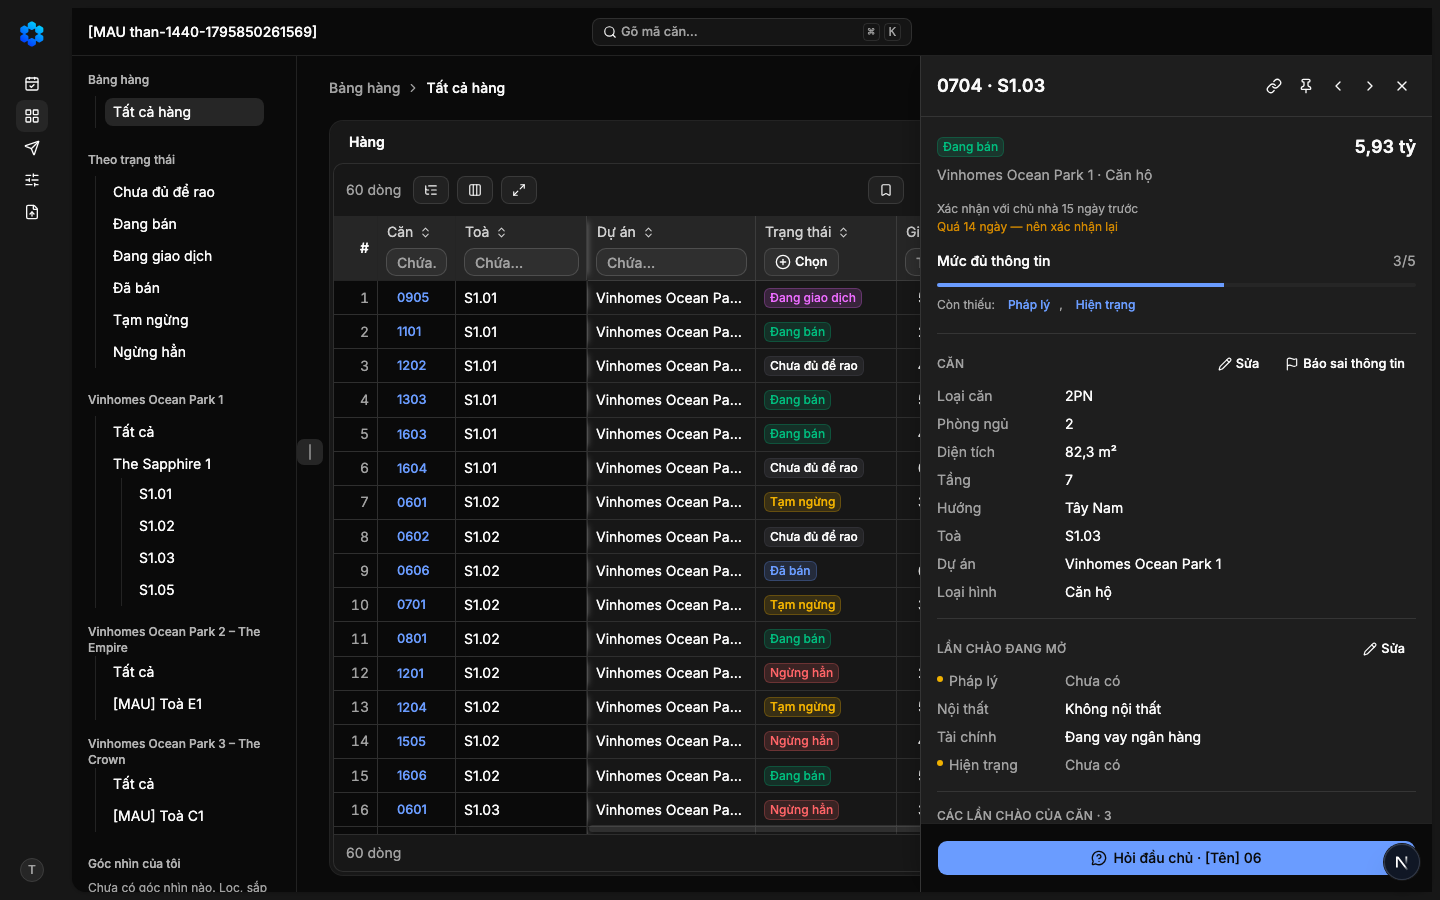 [MAU than-1440-1795850261569]
Gõ mã căn...
⌘ K
Bảng hàng
Tất cả hàng
Theo trạng thái
Chưa đủ để rao
Đang bán
Đang giao dịch
Đã bán
Tạm ngừng
Ngừng hẳn
Vinhomes Ocean Park 1
Tất cả
The Sapphire 1
S1.01
S1.02
S1.03
S1.05
Vinhomes Ocean Park 2 – The
Empire
Tất cả
[MAU] Toà E1
Vinhomes Ocean Park 3 – The
Crown
Tất cả
[MAU] Toà C1
Góc nhìn của tôi
Chưa có góc nhìn nào. Lọc, sắp
T
Bảng hàng > Tất cả hàng
Hàng
60 dòng
# Căn Toà Dự án Trạng thái Gi
Chứa. Chứa... Chứa... Chọn
1 0905 S1.01 Vinhomes Ocean Pa... Đang giao dịch
2 1101 S1.01 Vinhomes Ocean Pa... Đang bán
3 1202 S1.01 Vinhomes Ocean Pa... Chưa đủ để rao
4 1303 S1.01 Vinhomes Ocean Pa... Đang bán
5 1603 S1.01 Vinhomes Ocean Pa... Đang bán
6 1604 S1.01 Vinhomes Ocean Pa... Chưa đủ để rao
7 0601 S1.02 Vinhomes Ocean Pa... Tạm ngừng
8 0602 S1.02 Vinhomes Ocean Pa... Chưa đủ để rao
9 0606 S1.02 Vinhomes Ocean Pa... Đã bán
10 0701 S1.02 Vinhomes Ocean Pa... Tạm ngừng
11 0801 S1.02 Vinhomes Ocean Pa... Đang bán
12 1201 S1.02 Vinhomes Ocean Pa... Ngừng hẳn
13 1204 S1.02 Vinhomes Ocean Pa... Tạm ngừng
14 1505 S1.02 Vinhomes Ocean Pa... Ngừng hẳn
15 1606 S1.02 Vinhomes Ocean Pa... Đang bán
16 0601 S1.03 Vinhomes Ocean Pa... Ngừng hẳn
60 dòng
0704 · S1.03
Đang bán 5,93 tỷ
Vinhomes Ocean Park 1 · Căn hộ
Xác nhận với chủ nhà 15 ngày trước
Quá 14 ngày — nên xác nhận lại
Mức đủ thông tin 3/5
Còn thiếu: Pháp lý , Hiện trạng
CĂN Sửa Báo sai thông tin
Loại căn 2PN
Phòng ngủ 2
Diện tích 82,3 m²
Tầng 7
Hướng Tây Nam
Toà S1.03
Dự án Vinhomes Ocean Park 1
Loại hình Căn hộ
LẦN CHÀO ĐANG MỞ Sửa
Pháp lý Chưa có
Nội thất Không nội thất
Tài chính Đang vay ngân hàng
Hiện trạng Chưa có
CÁC LẦN CHÀO CỦA CĂN · 3
Hỏi đầu chủ · [Tên] 06
N